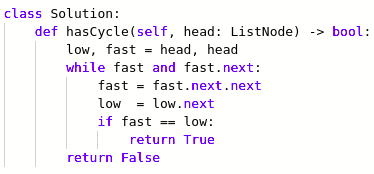 class Solution:
    def hasCycle(self, head: ListNode) -> bool:
        low, fast = head, head
        while fast and fast.next:
            fast = fast.next.next
            low  = low.next
            if fast == low:
                return True
        return False